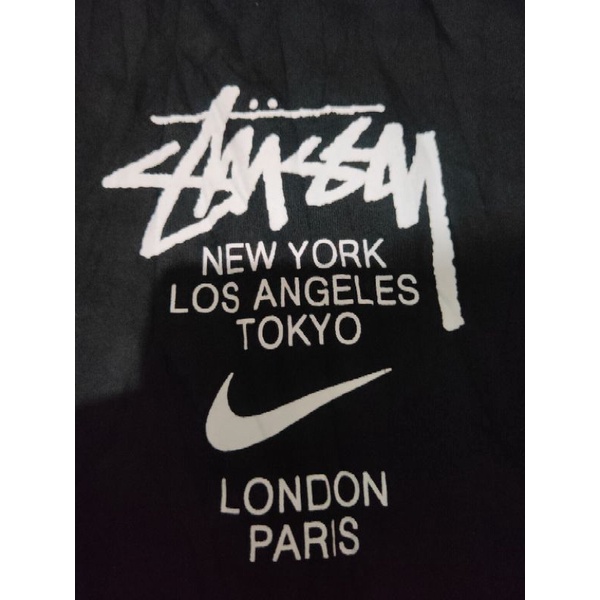 STÜSSY
NEW YORK
LOS ANGELES
TOKYO
LONDON
PARIS